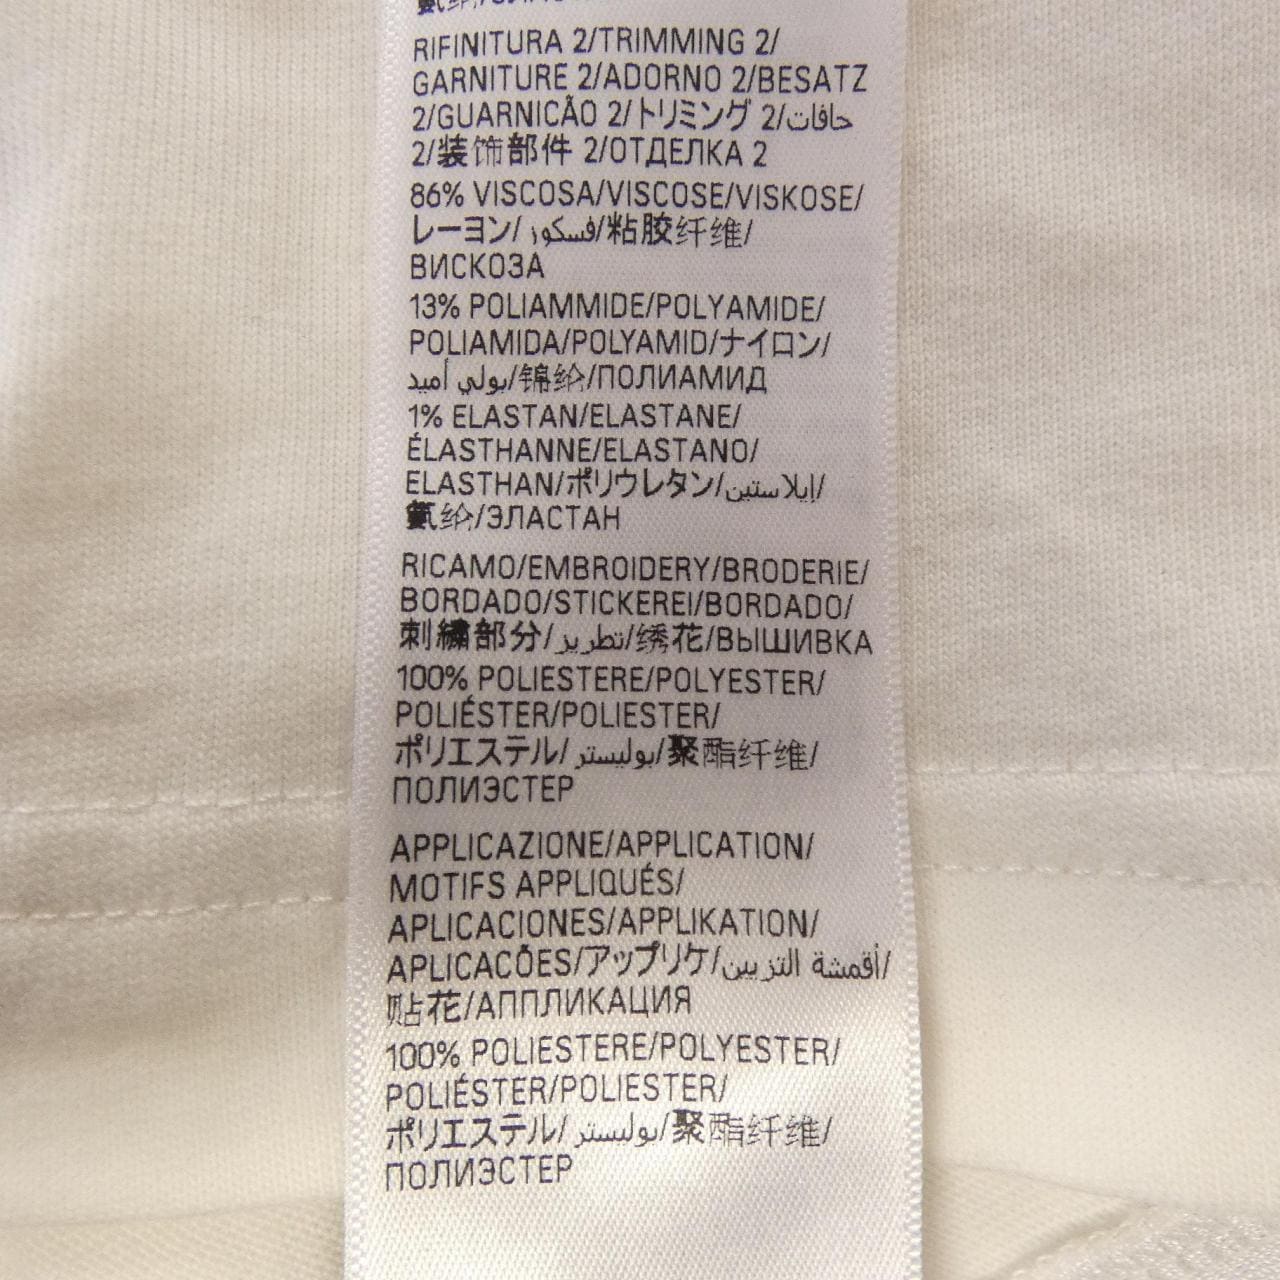 RIFINITURA 2/TRIMMING 2/
GARNITURE 2/ADORNO 2/BESATZ
2/GUARNICÃO 2/トリミング 2/حافات
2/装饰部件 2/ОТДЕЛКА 2
86% VISCOSA/VISCOSE/VISKOSE/
レーヨン/فسكوز/粘胶纤维/
ВИСКОЗА
13% POLIAMMIDE/POLYAMIDE/
POLIAMIDA/POLYAMID/ナイロン/
بولي أميد/锦纶/ПОЛИАМИД
1% ELASTAN/ELASTANE/
ÉLASTHANNE/ELASTANO/
ELASTHAN/ポリウレタン/إيلاستين/
氨纶/ЭЛАСТАН
RICAMO/EMBROIDERY/BRODERIE/
BORDADO/STICKEREI/BORDADO/
刺繍部分/تطريز/绣花/ВЫШИВКА
100% POLIESTERE/POLYESTER/
POLIÉSTER/POLIESTER/
ポリエステル/بوليستر/聚酯纤维/
ПОЛИЭСТЕР
APPLICAZIONE/APPLICATION/
MOTIFS APPLIQUÉS/
APLICACIONES/APPLIKATION/
APLICACÕES/アップリケ/أقمشة التزيين/
贴花/АППЛИКАЦИЯ
100% POLIESTERE/POLYESTER/
POLIÉSTER/POLIESTER/
ポリエステル/بوليستر/聚酯纤维/
ПОЛИЭСТЕР